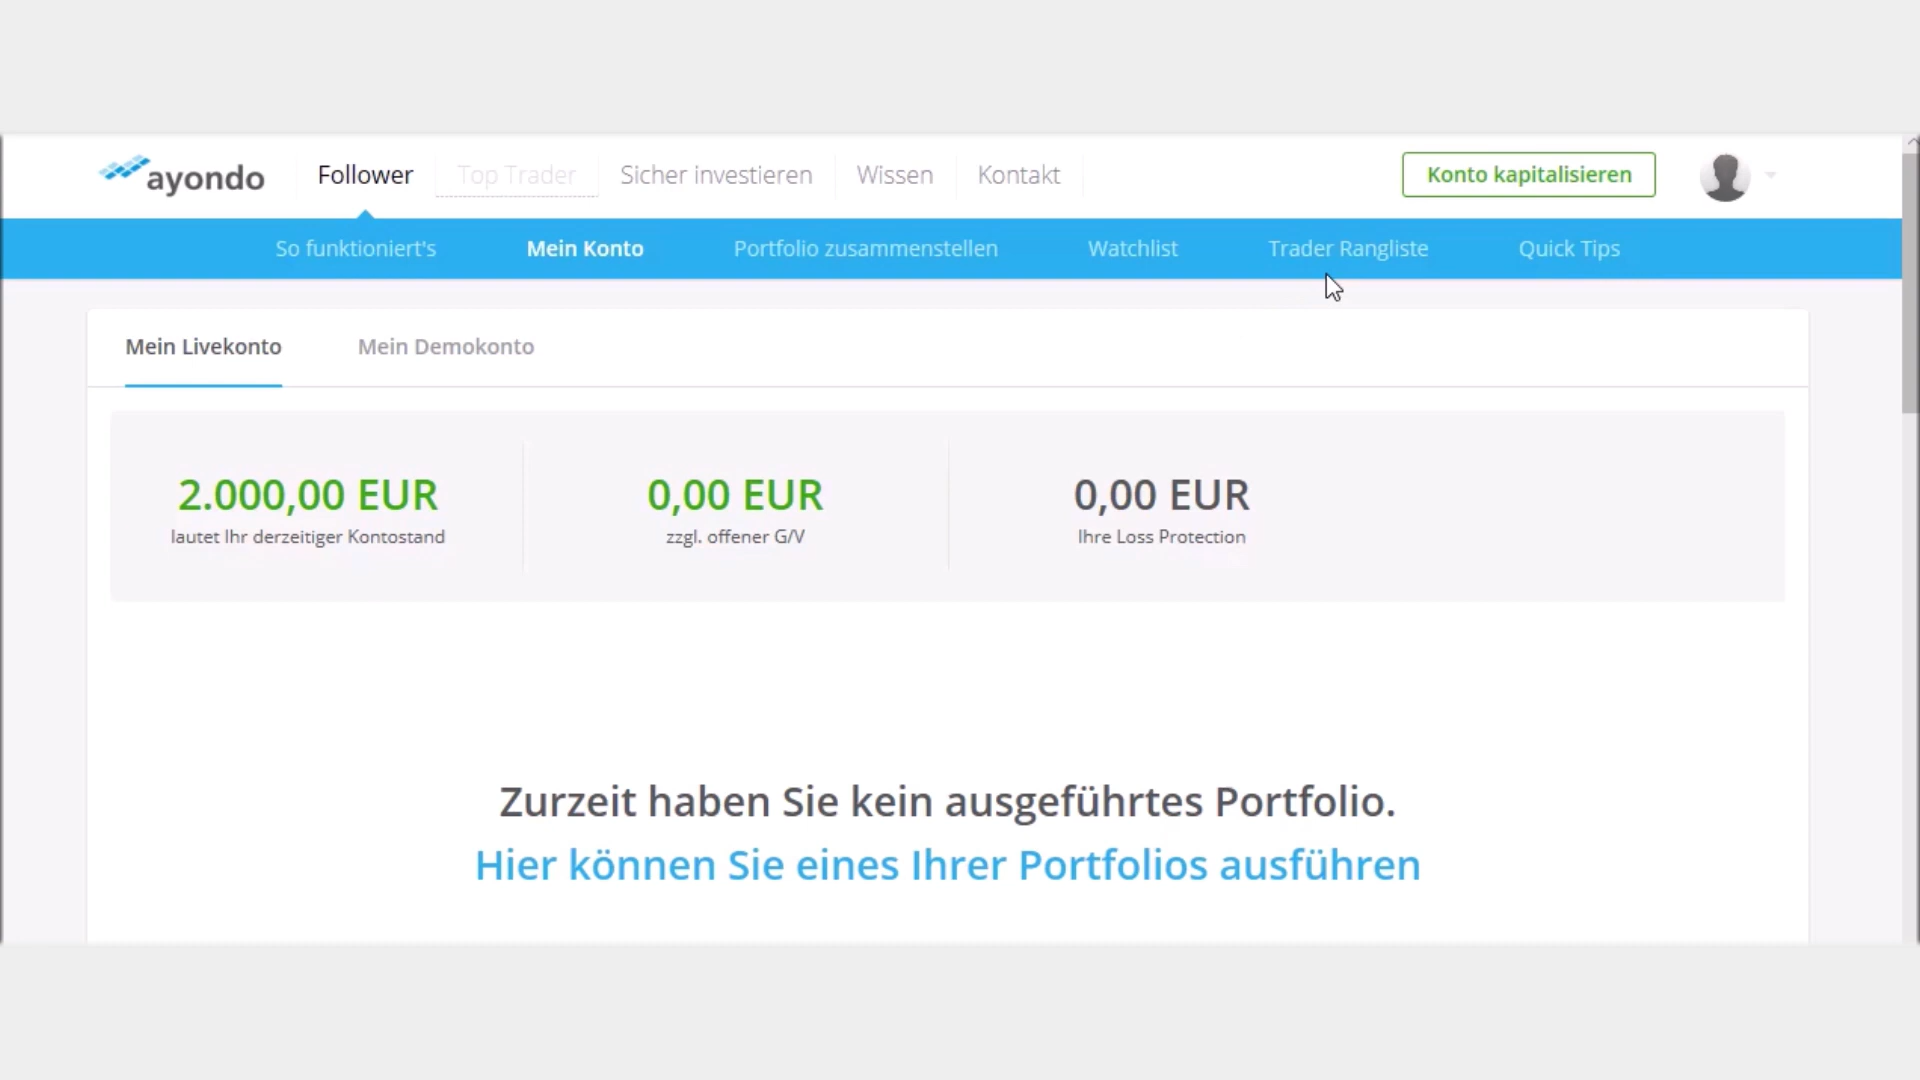 ayondo Follower Top Trader Sicher investieren Wissen Kontakt Konto kapitalisieren
So funktioniert's Mein Konto Portfolio zusammenstellen Watchlist Trader Rangliste Quick Tips
Mein Livekonto Mein Demokonto
2.000,00 EUR 0,00 EUR 0,00 EUR
lautet Ihr derzeitiger Kontostand zzgl. offener G/V Ihre Loss Protection
Zurzeit haben Sie kein ausgeführtes Portfolio.
Hier können Sie eines Ihrer Portfolios ausführen